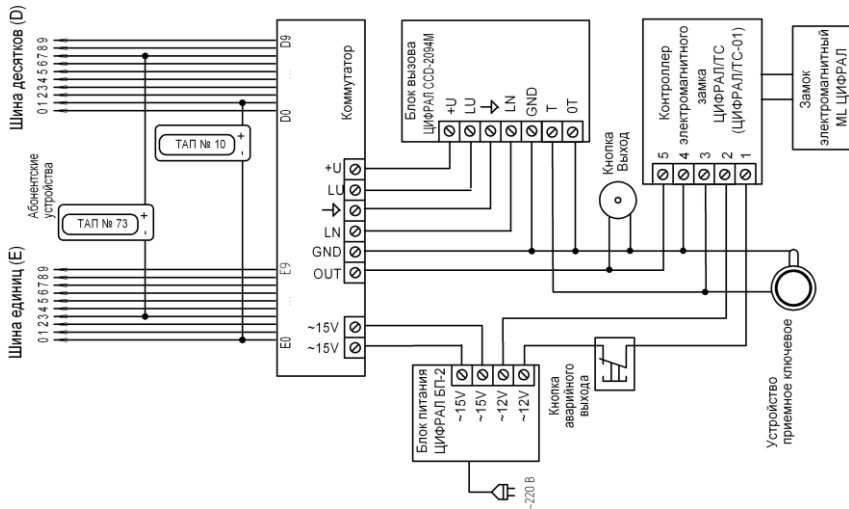 Шина десятков (D)
0 1 2 3 4 5 6 7 8 9
D0
...
D9
Абонентские
устройства
ТАП № 10
+
-
ТАП № 73
+
-
Шина единиц (E)
0 1 2 3 4 5 6 7 8 9
E0
...
E9
Коммутатор
+U
LU
LN
GND
OUT
~15V
~15V
Блок вызова
ЦИФРАЛ CCD-2094M
+U
LU
LN
GND
T
0T
Кнопка
Выход
Контроллер
электромагнитного
замка
ЦИФРАЛ/ТС
(ЦИФРАЛ/ТС-01)
5
4
3
2
1
Замок
электромагнитный
ML ЦИФРАЛ
Блок питания
ЦИФРАЛ БП-2
~15V
~15V
~12V
~12V
~220 В
Кнопка
аварийного
выхода
Устройство
приемное ключевое